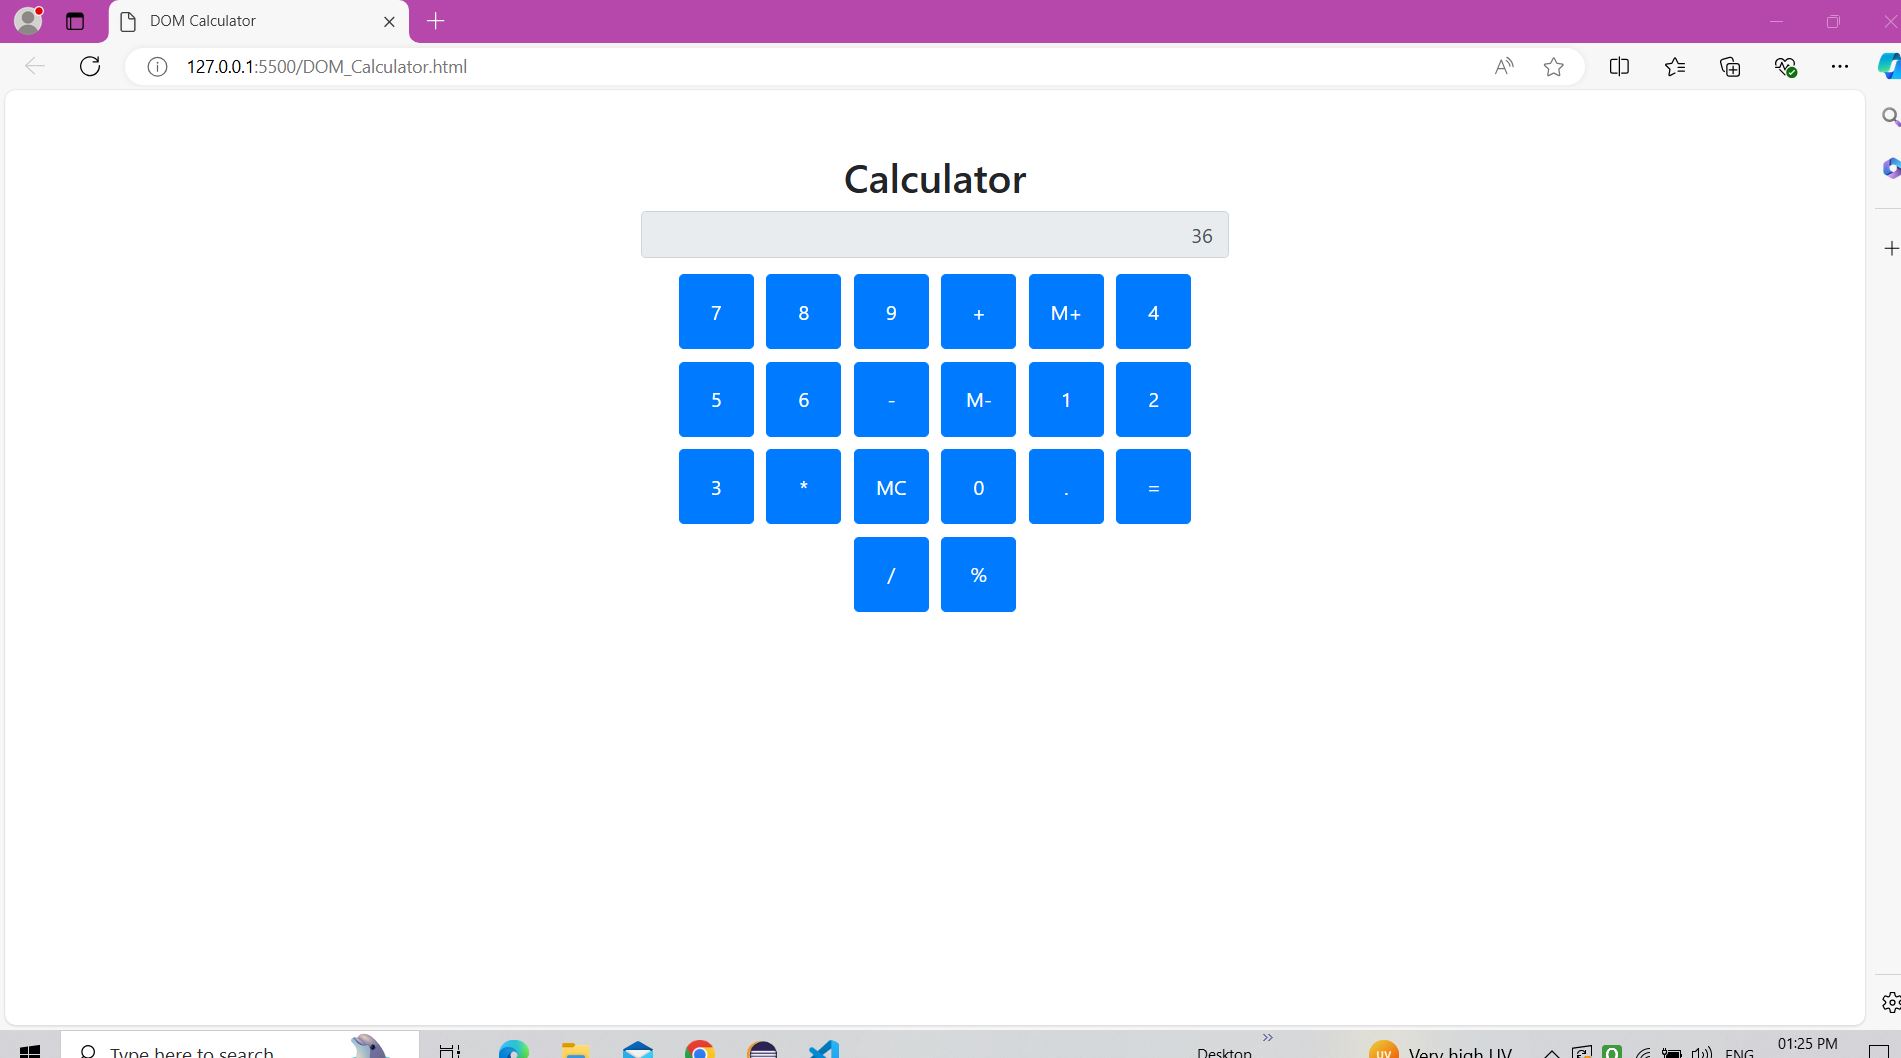 DOM Calculator
127.0.0.1:5500/DOM_Calculator.html
Calculator
36
7 8 9 + M+ 4
5 6 - M- 1 2
3 * MC 0 . =
/ %
Type here to search
Desktop
»
UV
Very high UV
ENG
01:25 PM